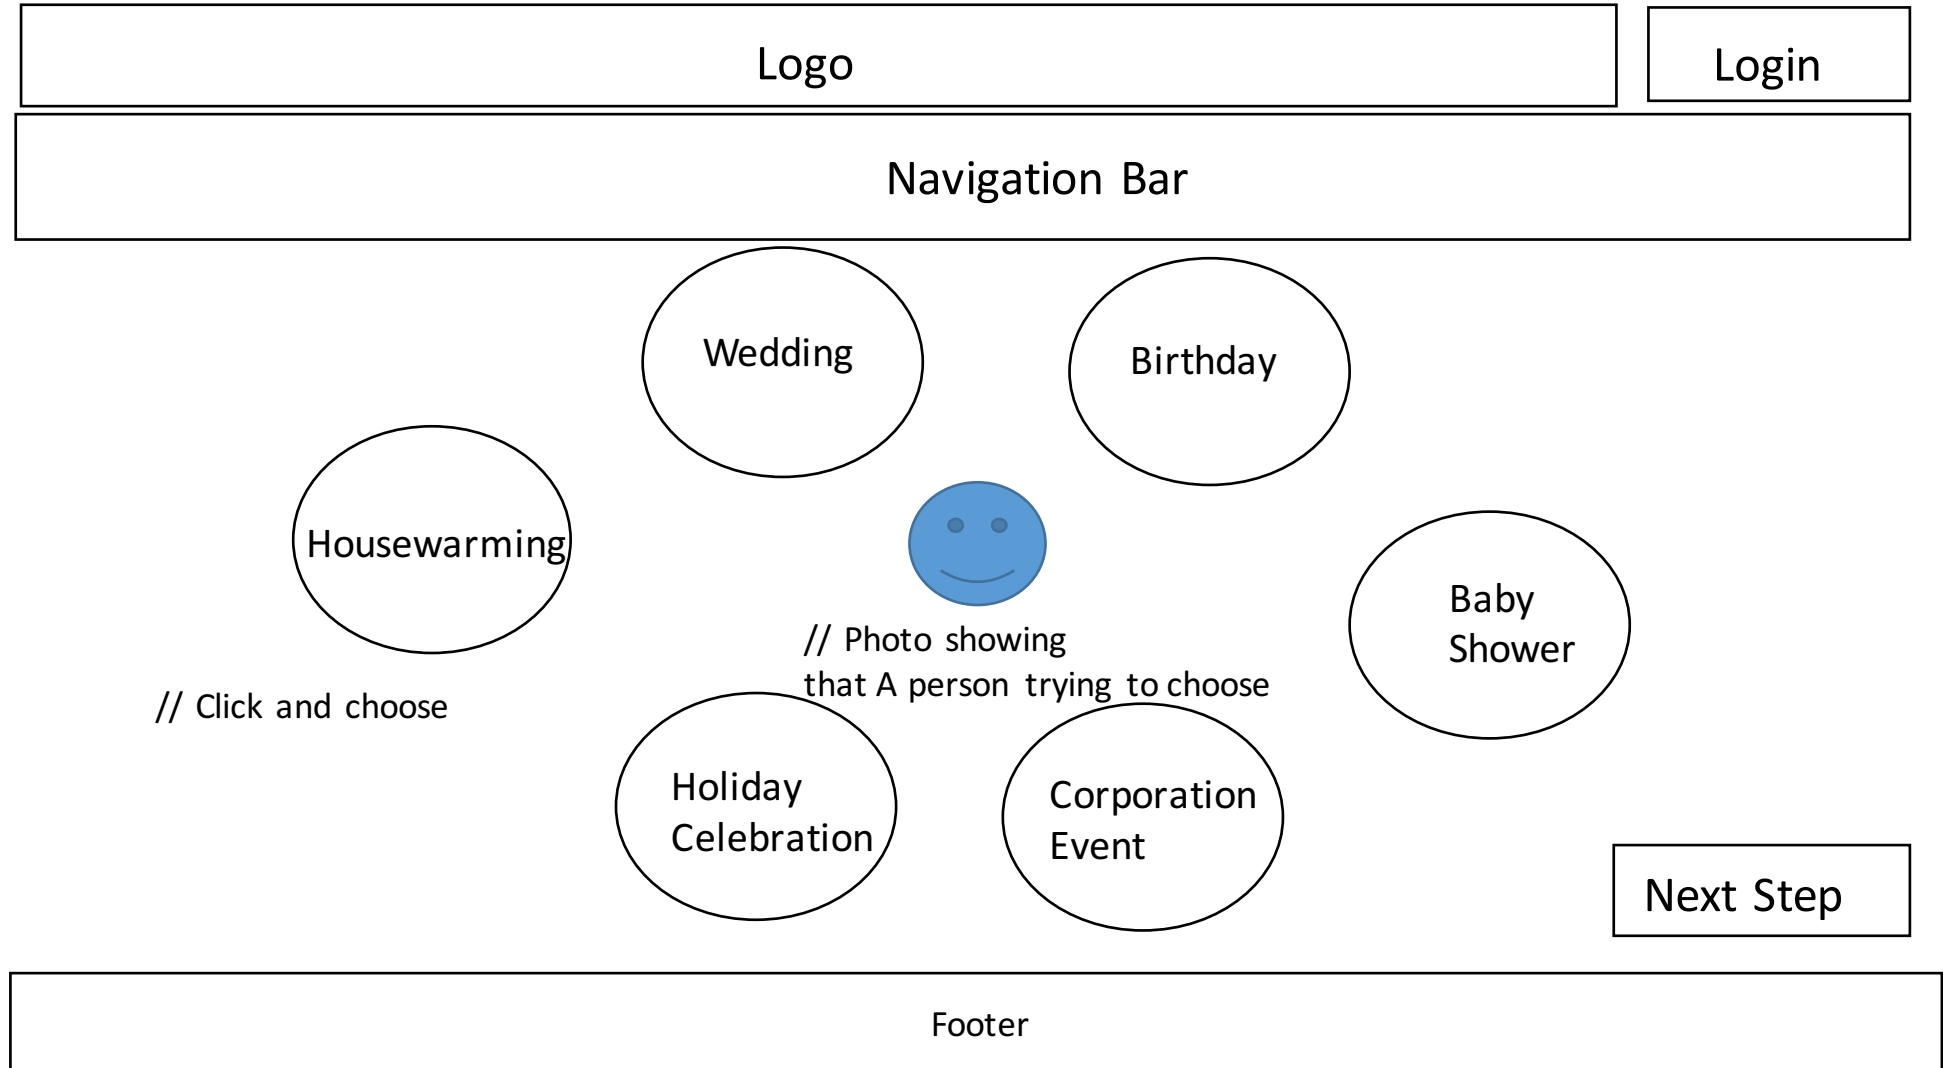 Logo
Login
Navigation Bar
Wedding
Birthday
Housewarming
Baby
Shower
// Photo showing
that A person trying to choose
// Click and choose
Holiday
Celebration
Corporation
Event
Next Step
Footer